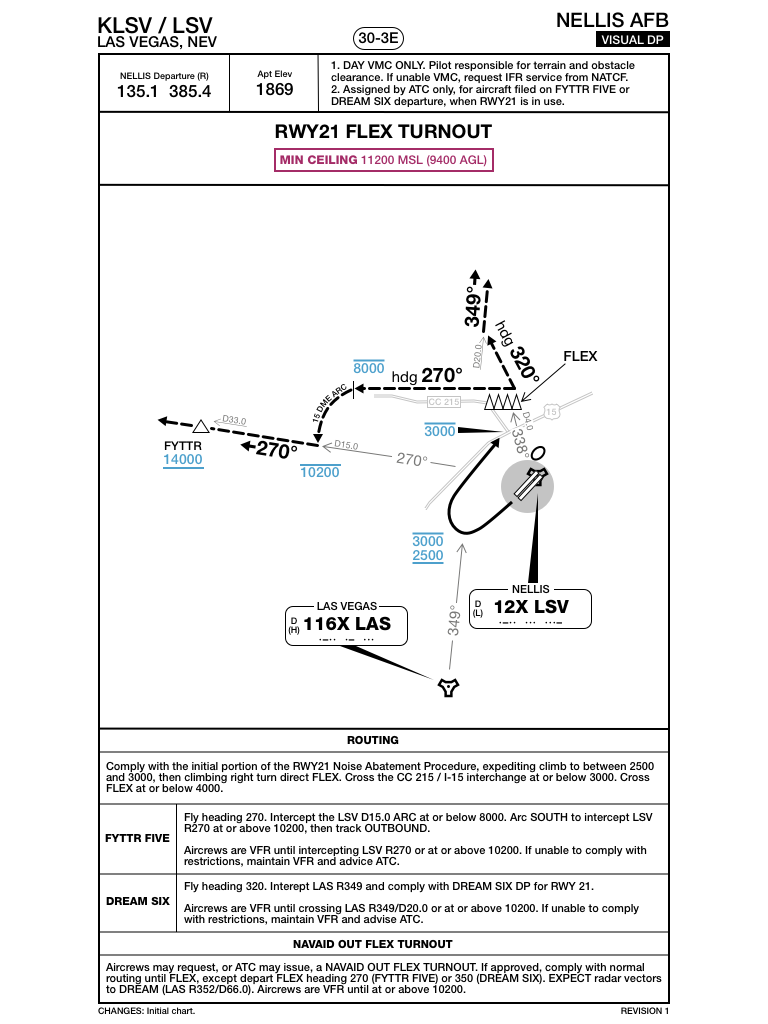 KLSV / LSV
LAS VEGAS, NEV
30-3E
NELLIS AFB
VISUAL DP
NELLIS Departure (R)
135.1 385.4
Apt Elev
1869
1. DAY VMC ONLY. Pilot responsible for terrain and obstacle
clearance. If unable VMC, request IFR service from NATCF.
2. Assigned by ATC only, for aircraft filed on FYTTR FIVE or
DREAM SIX departure, when RWY21 is in use.
RWY21 FLEX TURNOUT
MIN CEILING 11200 MSL (9400 AGL)
349°
hdg 320°
D20.0
FLEX
8000
hdg 270°
15 DME ARC
CC 215
15
D33.0
FYTTR
14000
270°
D15.0
10200
270°
3000
D4.0
338°
3000
2500
349°
NELLIS
D
(L)
12X LSV
.-.. ... ...-
LAS VEGAS
D
(H)
116X LAS
.-.. .- ...
ROUTING
Comply with the initial portion of the RWY21 Noise Abatement Procedure, expediting climb to between 2500
and 3000, then climbing right turn direct FLEX. Cross the CC 215 / I-15 interchange at or below 3000. Cross
FLEX at or below 4000.
FYTTR FIVE
Fly heading 270. Intercept the LSV D15.0 ARC at or below 8000. Arc SOUTH to intercept LSV
R270 at or above 10200, then track OUTBOUND.
Aircrews are VFR until intercepting LSV R270 or at or above 10200. If unable to comply with
restrictions, maintain VFR and advice ATC.
DREAM SIX
Fly heading 320. Interept LAS R349 and comply with DREAM SIX DP for RWY 21.
Aircrews are VFR until crossing LAS R349/D20.0 or at or above 10200. If unable to comply
with restrictions, maintain VFR and advise ATC.
NAVAID OUT FLEX TURNOUT
Aircrews may request, or ATC may issue, a NAVAID OUT FLEX TURNOUT. If approved, comply with normal
routing until FLEX, except depart FLEX heading 270 (FYTTR FIVE) or 350 (DREAM SIX). EXPECT radar vectors
to DREAM (LAS R352/D66.0). Aircrews are VFR until at or above 10200.
CHANGES: Initial chart.
REVISION 1